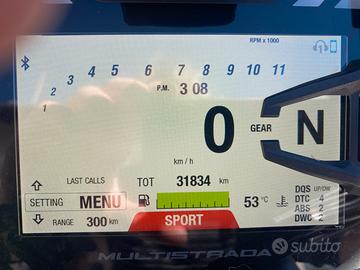 RPM x 1000
1
1 2 3 4 5 6 7 8 9 10 11
P.M. 3 08
0 GEAR N
km/h
LAST CALLS TOT 31834 km
SETTING MENU 53 °C
RANGE 300 km SPORT
DQS UP/DW
DTC 4
ABS 2
DWC 2
MULTISTRADA
subito